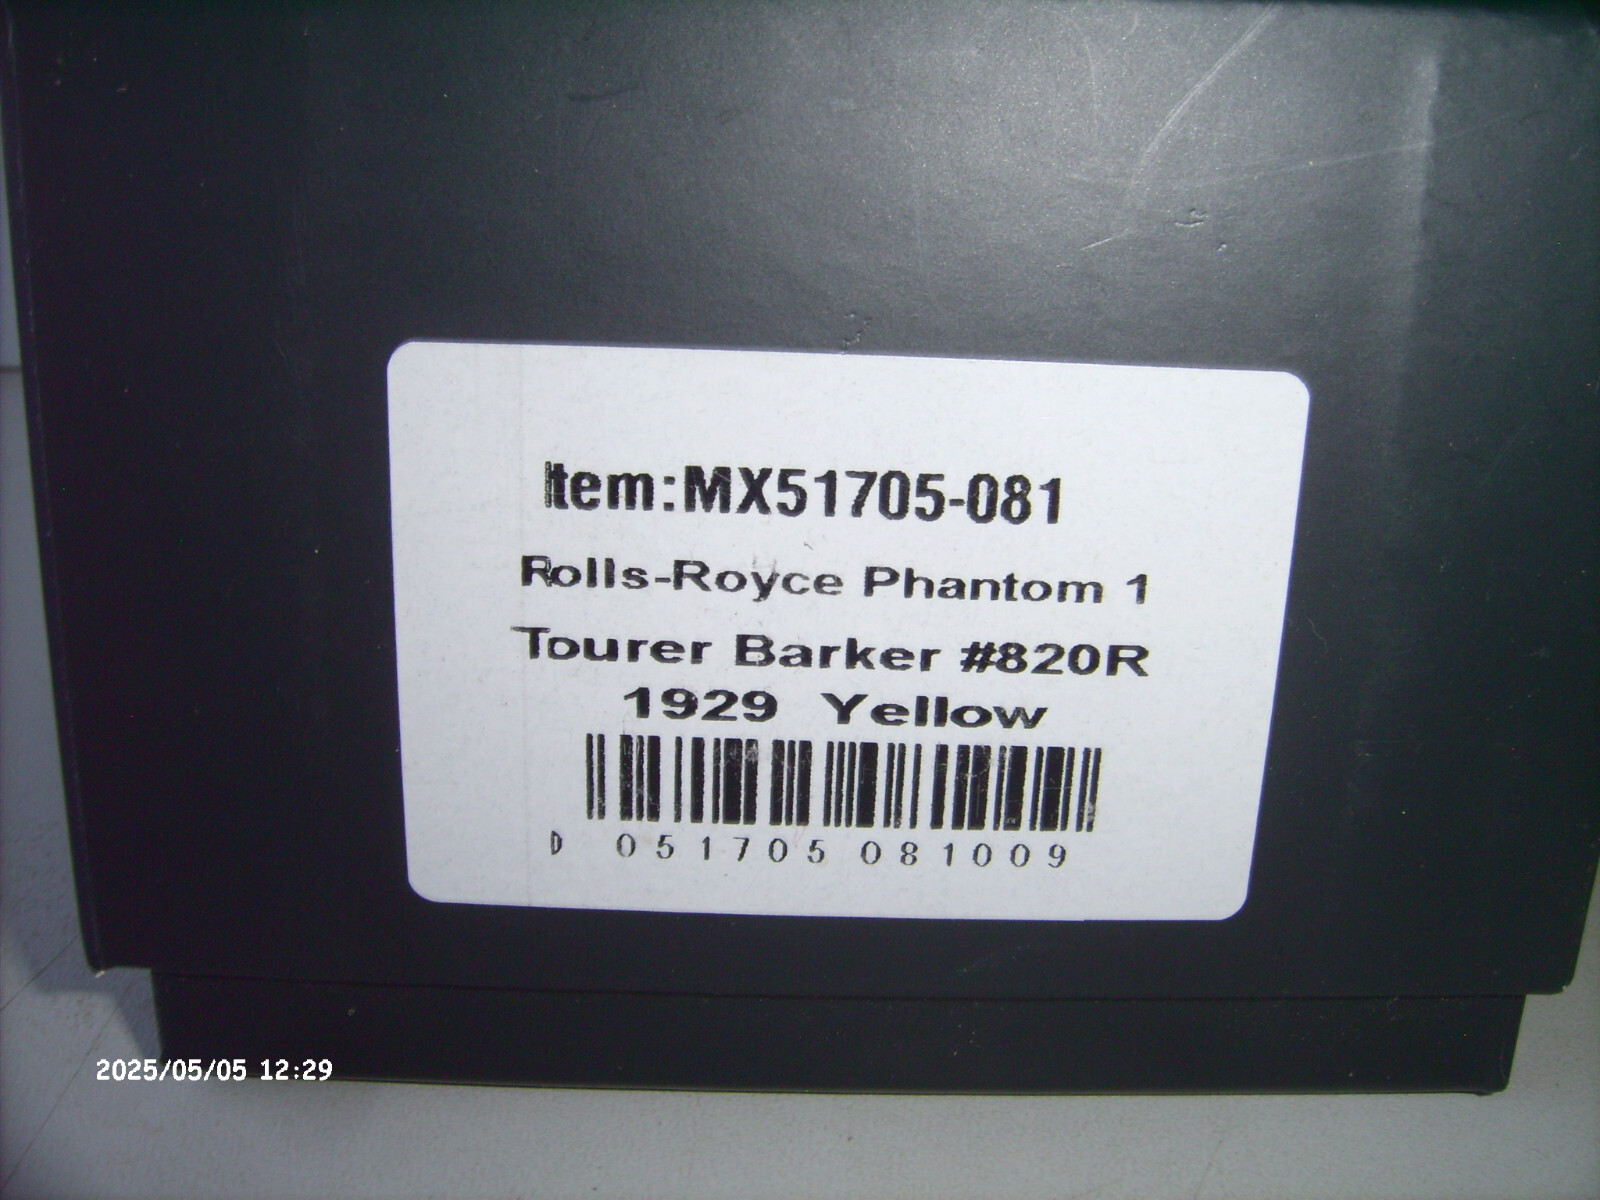 Item:MX51705-081
Rolls-Royce Phantom 1
Tourer Barker #820R
1929 Yellow
D 051705 081009
2025/05/05 12:29